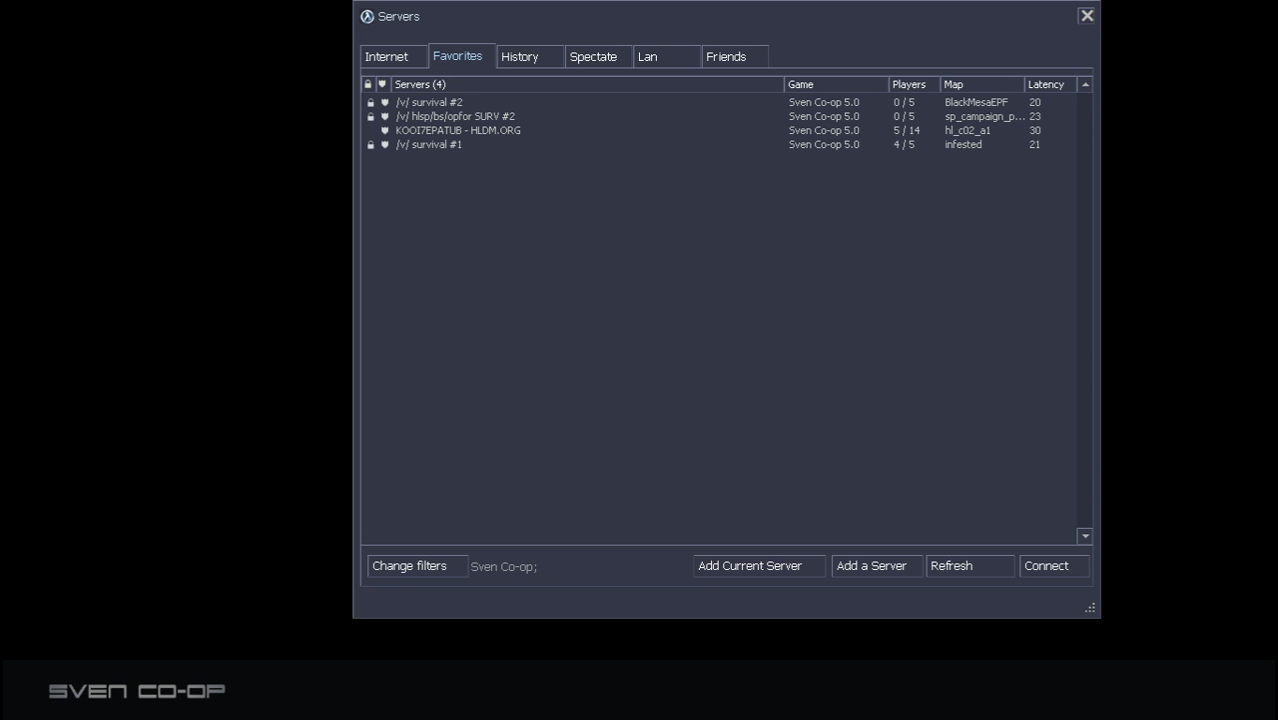 Servers
Internet Favorites History Spectate Lan Friends
Servers (4) Game Players Map Latency
/v/ survival #2 Sven Co-op 5.0 0 / 5 BlackMesaEPF 20
/v/ hlsp/bs/opfor SURV #2 Sven Co-op 5.0 0 / 5 sp_campaign_p... 23
KOOI7EPATUB - HLDM.ORG Sven Co-op 5.0 5 / 14 hl_c02_a1 30
/v/ survival #1 Sven Co-op 5.0 4 / 5 infested 21
Change filters Sven Co-op; Add Current Server Add a Server Refresh Connect
SVEN CO-OP